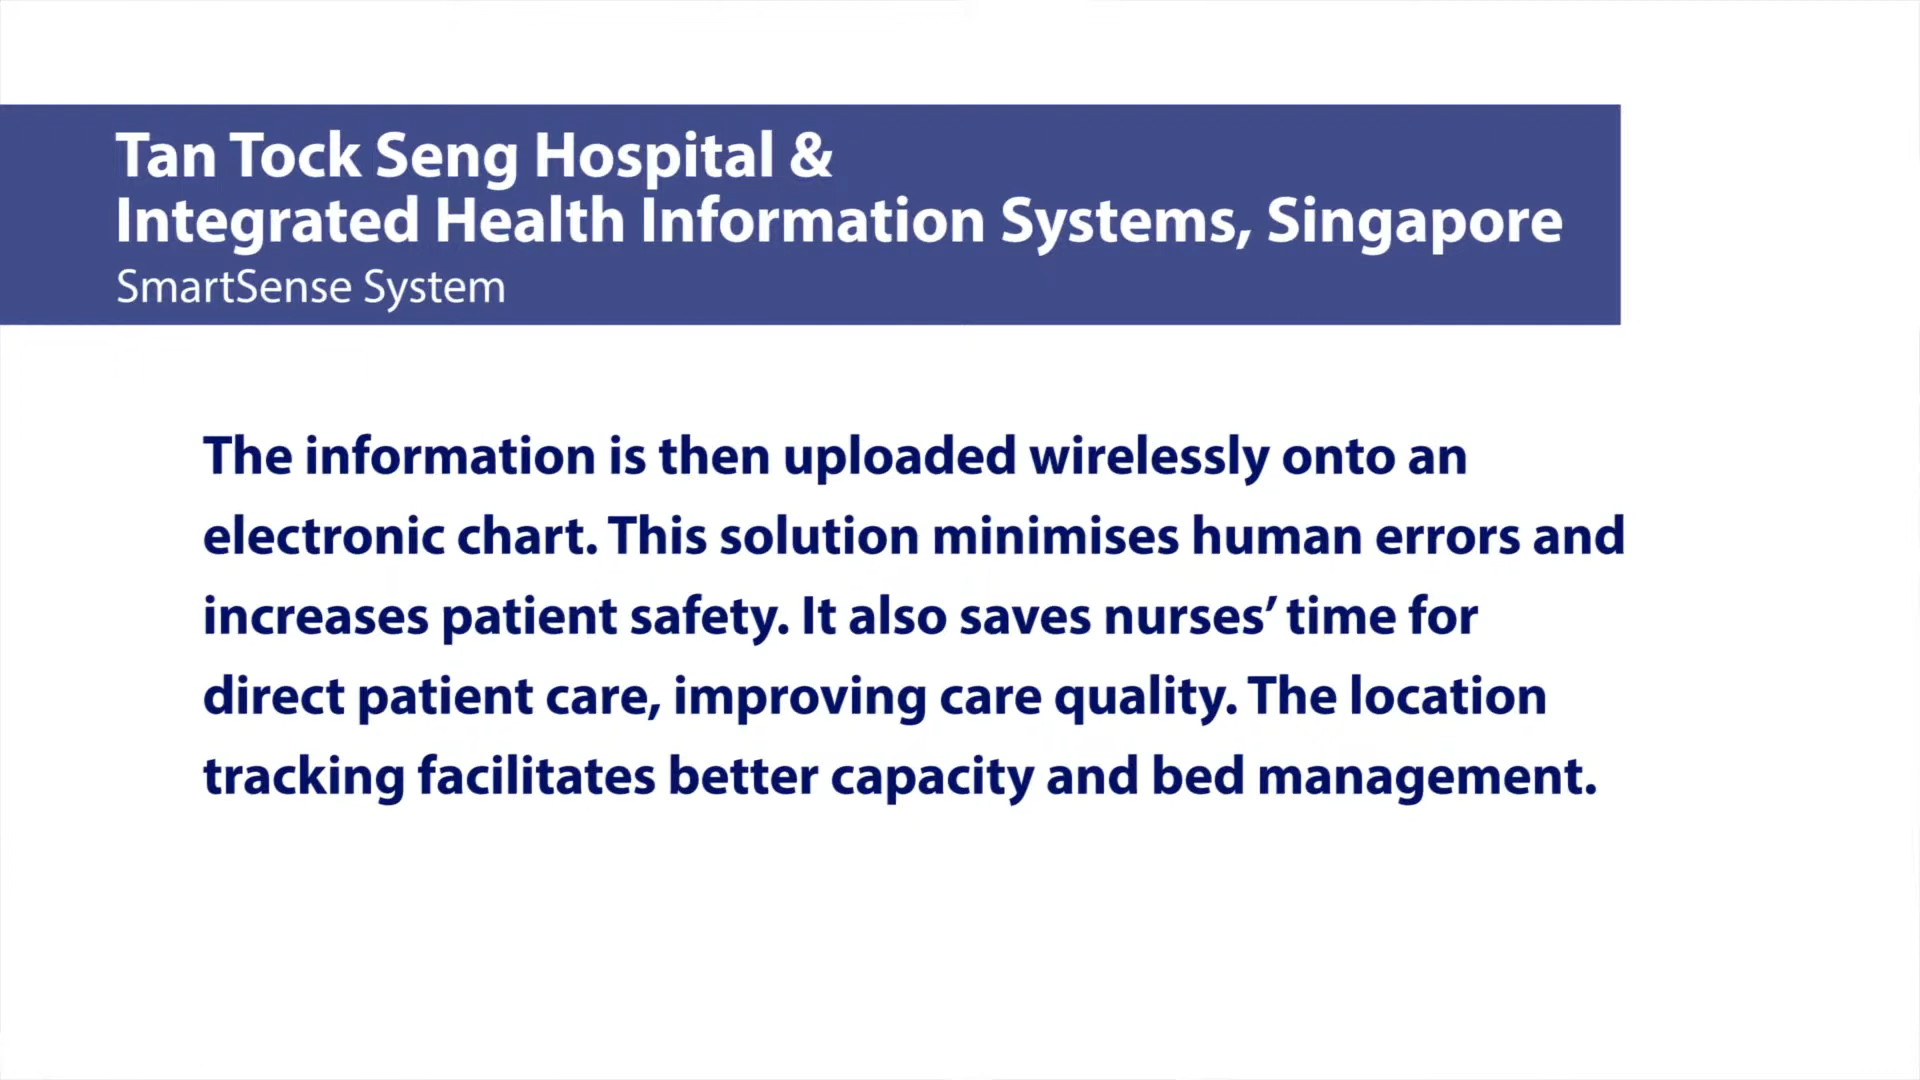 Tan Tock Seng Hospital &
Integrated Health Information Systems, Singapore
SmartSense System
The information is then uploaded wirelessly onto an
electronic chart. This solution minimises human errors and
increases patient safety. It also saves nurses’ time for
direct patient care, improving care quality. The location
tracking facilitates better capacity and bed management.